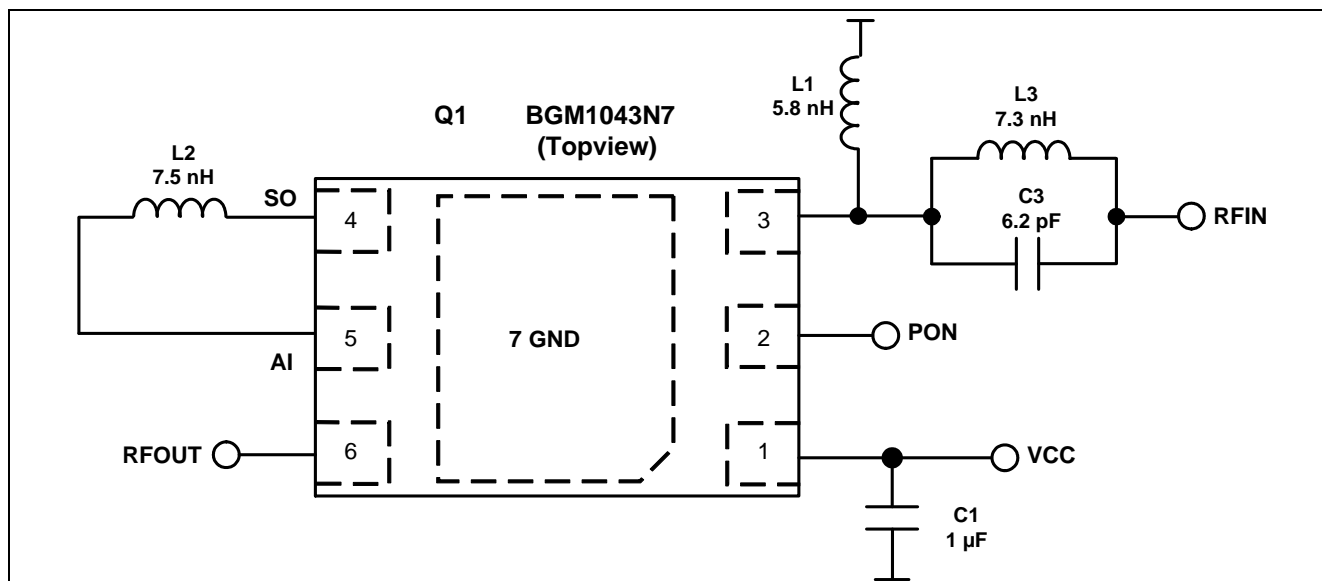 Q1 BGM1043N7
(Topview)
L1
5.8 nH
L3
7.3 nH
C3
6.2 pF
RFIN
L2
7.5 nH
SO
4
3
5
7 GND
2
PON
AI
RFOUT
6
1
VCC
C1
1 µF